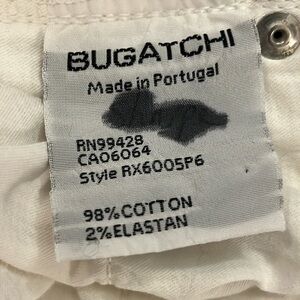 BUGATCHI
Made in Portugal
RN99428
CA06064
Style RX6005P6
98%COTTON
2%ELASTAN